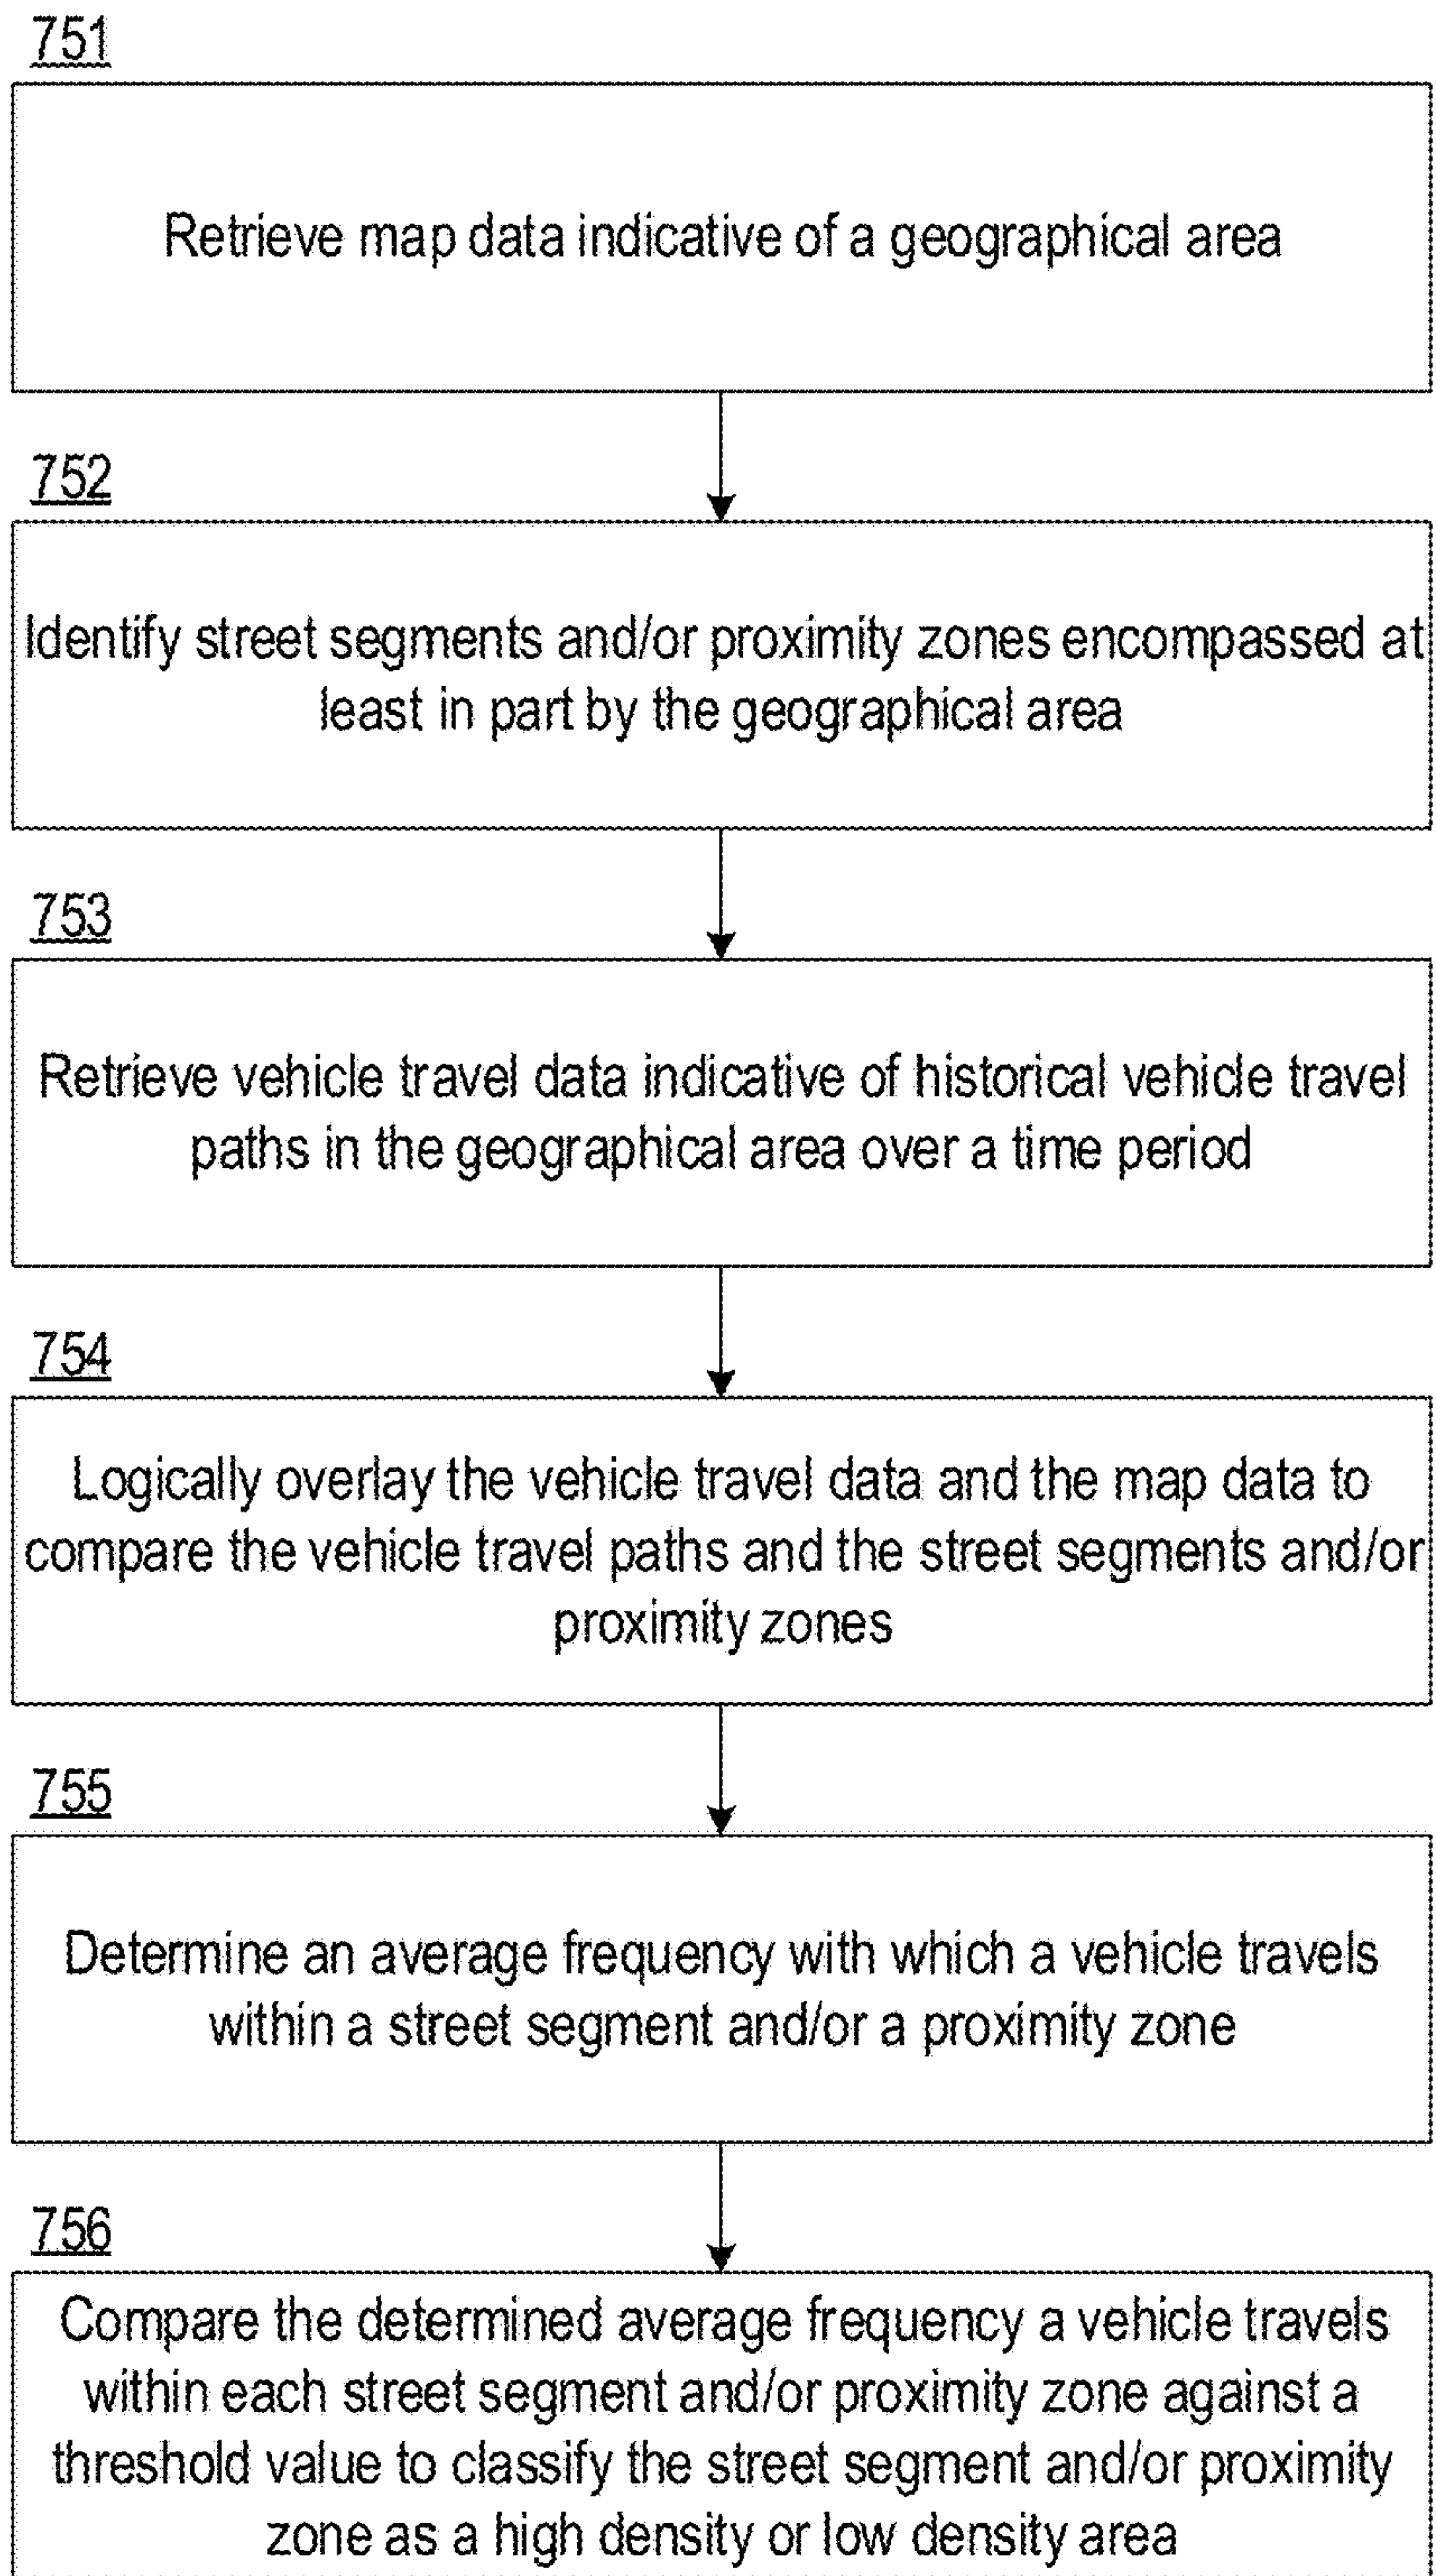 751
Retrieve map data indicative of a geographical area
752
Identify street segments and/or proximity zones encompassed at
least in part by the geographical area
753
Retrieve vehicle travel data indicative of historical vehicle travel
paths in the geographical area over a time period
754
Logically overlay the vehicle travel data and the map data to
compare the vehicle travel paths and the street segments and/or
proximity zones
755
Determine an average frequency with which a vehicle travels
within a street segment and/or a proximity zone
756
Compare the determined average frequency a vehicle travels
within each street segment and/or proximity zone against a
threshold value to classify the street segment and/or proximity
zone as a high density or low density area